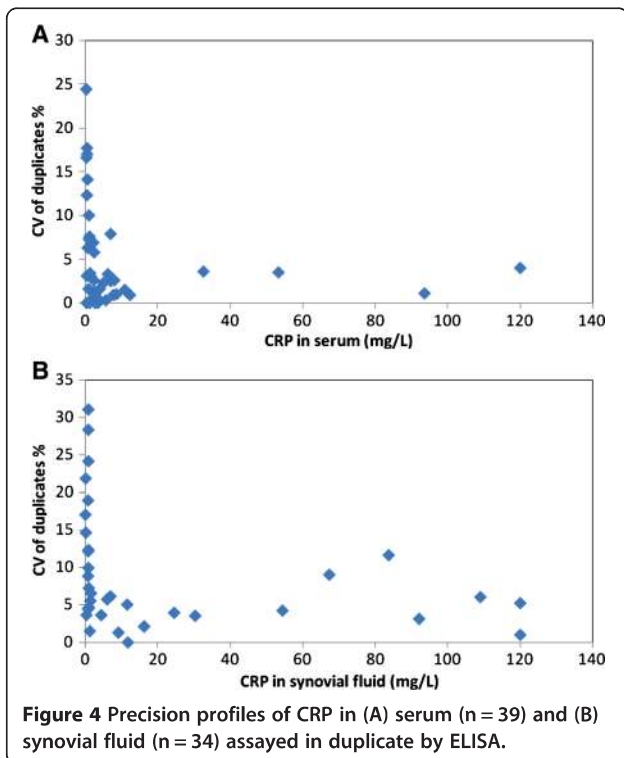 A
30
25
20
15
10
5
0
CV of duplicates %
0 20 40 60 80 100 120 140
CRP in serum (mg/L)
B
35
30
25
20
15
10
5
0
CV of duplicates %
0 20 40 60 80 100 120 140
CRP in synovial fluid (mg/L)
Figure 4 Precision profiles of CRP in (A) serum (n = 39) and (B)
synovial fluid (n = 34) assayed in duplicate by ELISA.